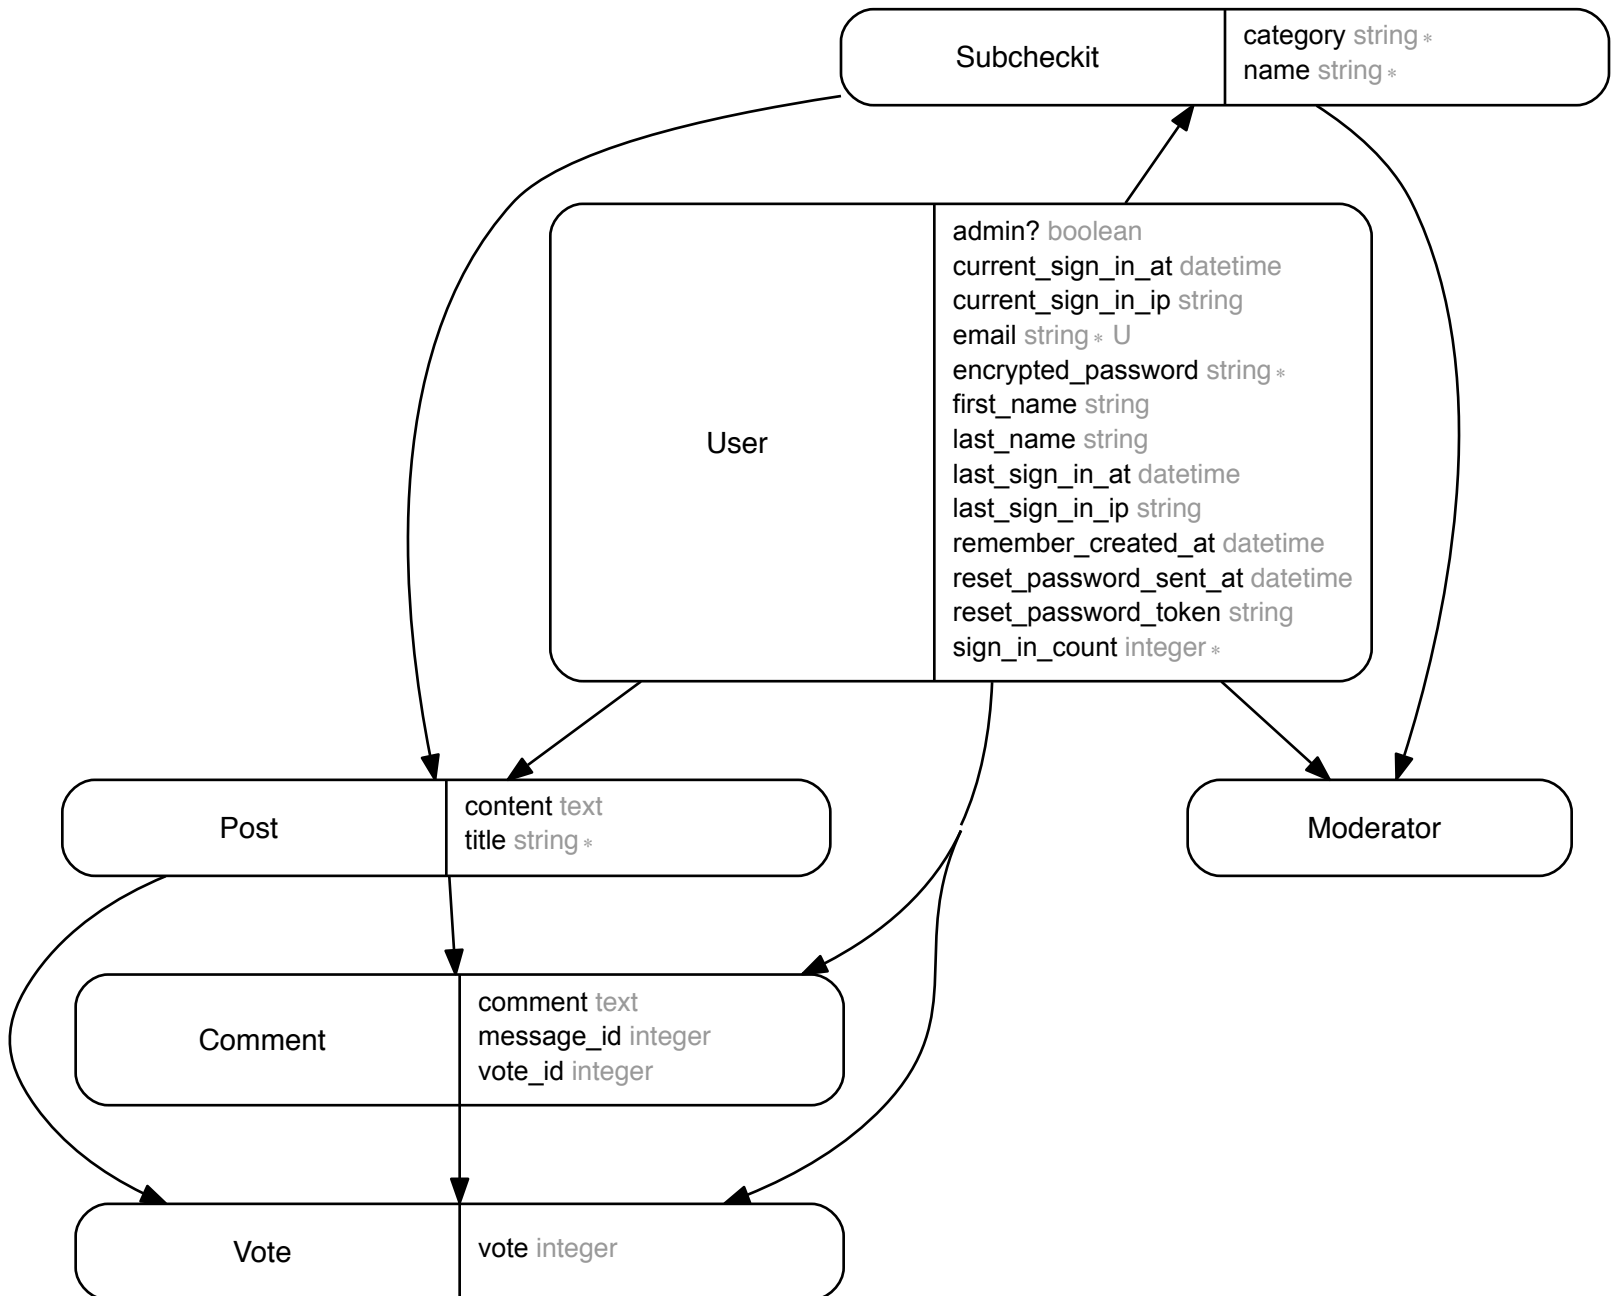 Subcheckit
category string *
name string *
User
admin? boolean
current_sign_in_at datetime
current_sign_in_ip string
email string * U
encrypted_password string *
first_name string
last_name string
last_sign_in_at datetime
last_sign_in_ip string
remember_created_at datetime
reset_password_sent_at datetime
reset_password_token string
sign_in_count integer *
Post
content text
title string *
Moderator
Comment
comment text
message_id integer
vote_id integer
Vote
vote integer